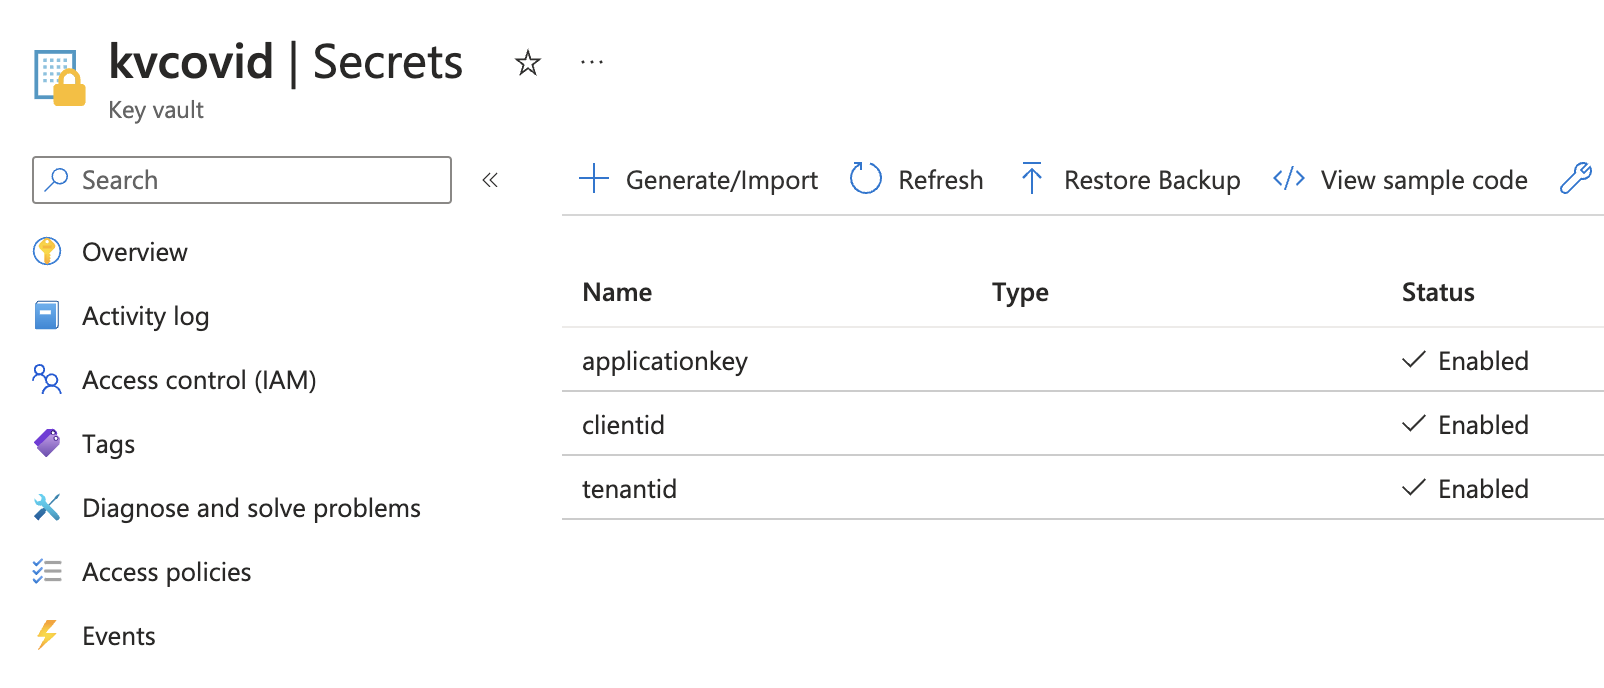 kvcovid | Secrets
Key vault
Search
Generate/Import Refresh Restore Backup View sample code
Overview
Activity log
Access control (IAM)
Tags
Diagnose and solve problems
Access policies
Events
Name Type Status
applicationkey Enabled
clientid Enabled
tenantid Enabled